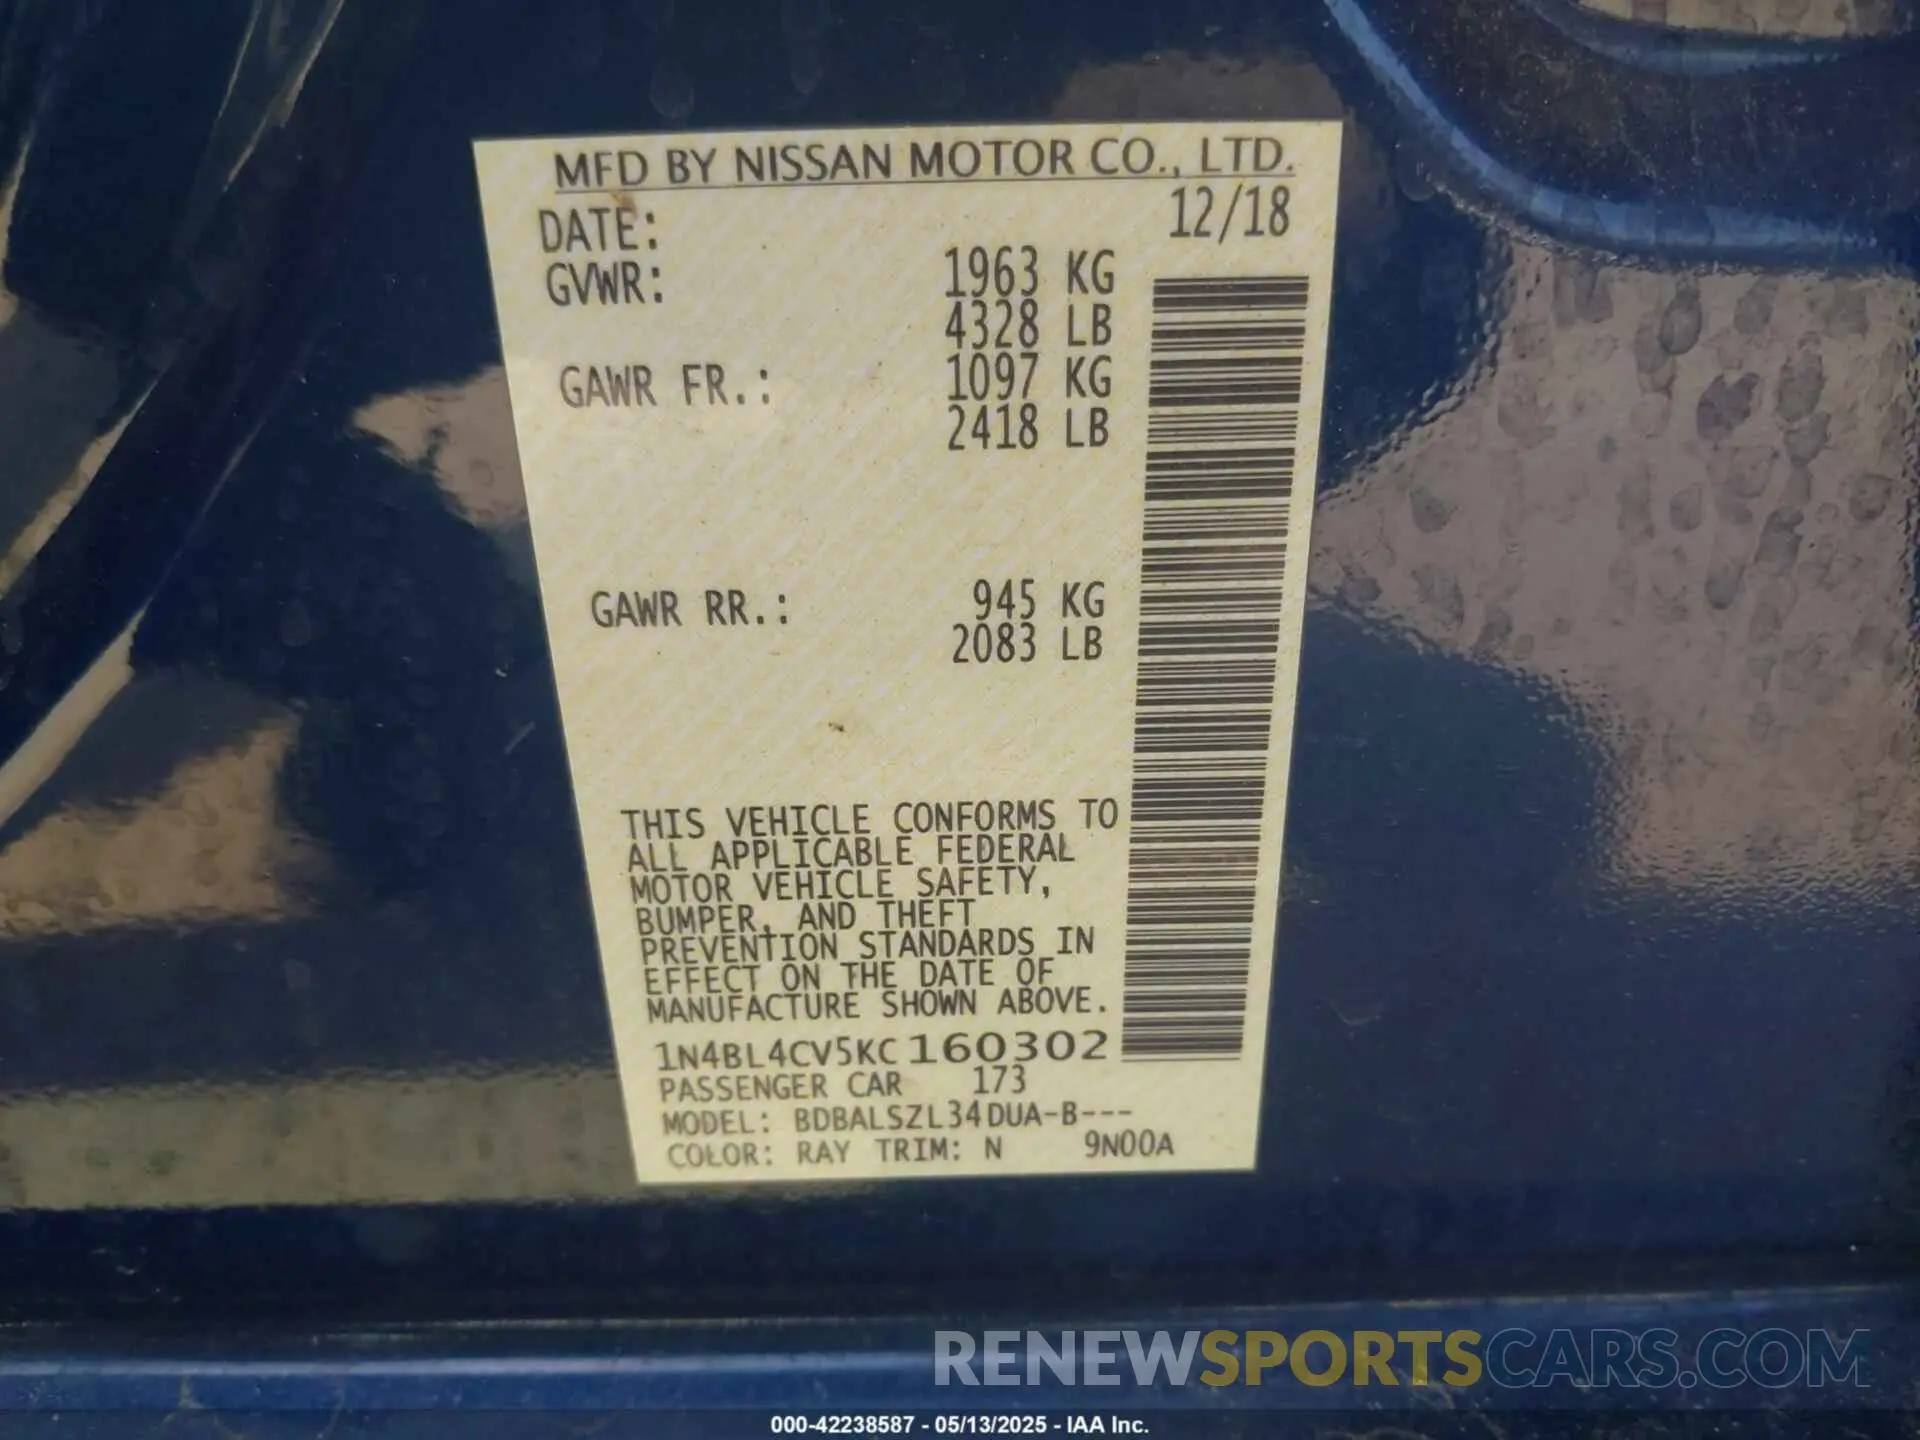 MFD BY NISSAN MOTOR CO., LTD.
DATE: 12/18
GVWR: 1963 KG
4328 LB
GAWR FR.: 1097 KG
2418 LB
GAWR RR.: 945 KG
2083 LB
THIS VEHICLE CONFORMS TO
ALL APPLICABLE FEDERAL
MOTOR VEHICLE SAFETY,
BUMPER, AND THEFT
PREVENTION STANDARDS IN
EFFECT ON THE DATE OF
MANUFACTURE SHOWN ABOVE.
1N4BL4CV5KC160302
PASSENGER CAR 173
MODEL: BDBALSZL34DUA-B---
COLOR: RAY TRIM: N 9N00A
RENEWSPORTSCARS.COM
000-42238587 - 05/13/2025 - IAA Inc.